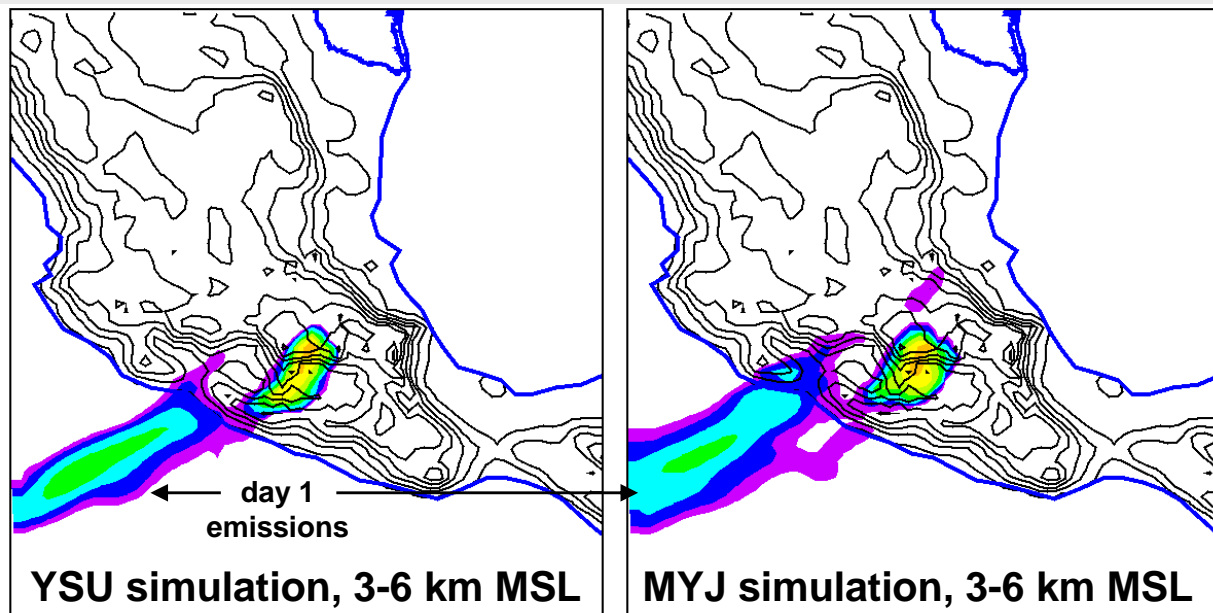 day 1
emissions
YSU simulation, 3-6 km MSL
MYJ simulation, 3-6 km MSL